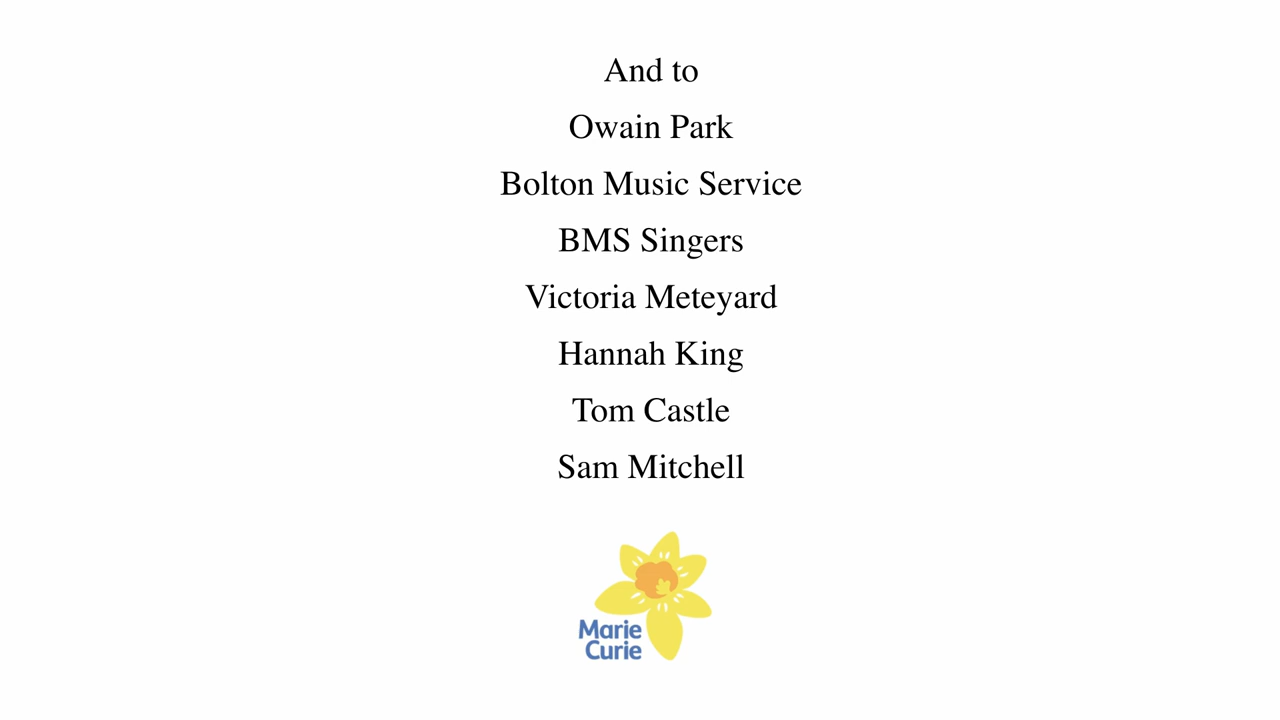 And to
Owain Park
Bolton Music Service
BMS Singers
Victoria Meteyard
Hannah King
Tom Castle
Sam Mitchell
Marie
Curie